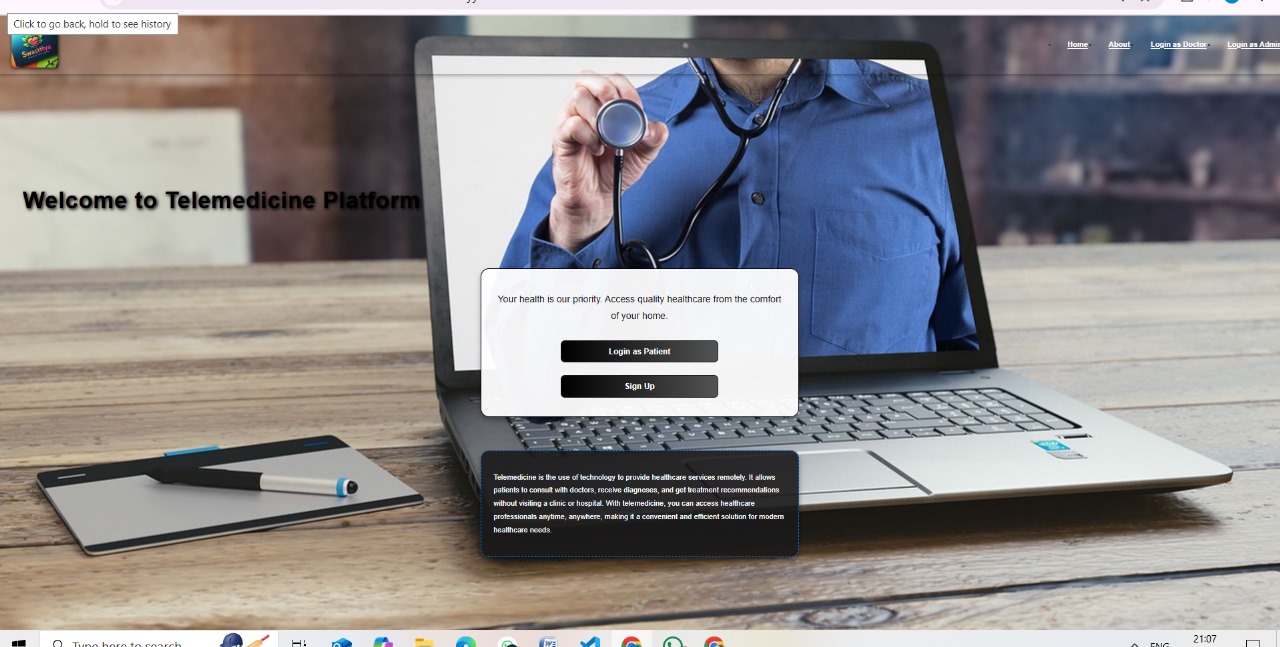 Click to go back, hold to see history
Swasthya
Home
About
Login as Doctor
Login as Admin
Welcome to Telemedicine Platform
Your health is our priority. Access quality healthcare from the comfort
of your home.
Login as Patient
Sign Up
Telemedicine is the use of technology to provide healthcare services remotely. It allows
patients to consult with doctors, receive diagnoses, and get treatment recommendations
without visiting a clinic or hospital. With telemedicine, you can access healthcare
professionals anytime, anywhere, making it a convenient and efficient solution for modern
healthcare needs.
Type here to search
ENG
21:07